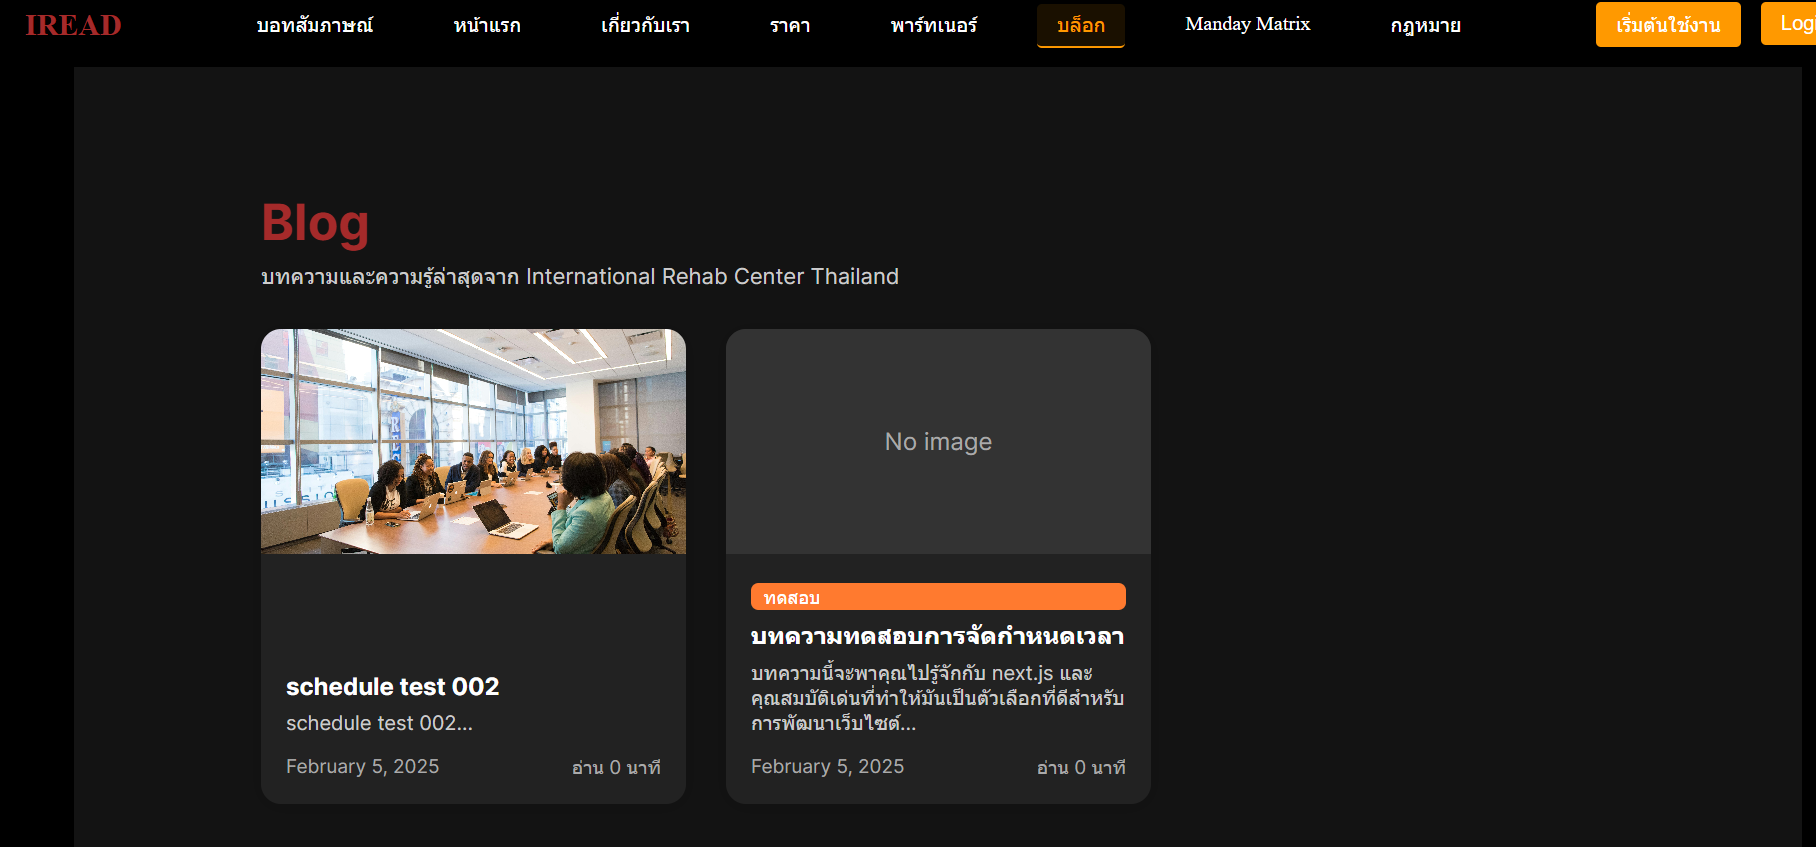 IREAD
บอทสัมภาษณ์
หน้าแรก
เกี่ยวกับเรา
ราคา
พาร์ทเนอร์
บล็อก
Manday Matrix
กฎหมาย
เริ่มต้นใช้งาน
Logi
Blog
บทความและความรู้ล่าสุดจาก International Rehab Center Thailand
schedule test 002
schedule test 002...
February 5, 2025
อ่าน 0 นาที
No image
ทดสอบ
บทความทดสอบการจัดกำหนดเวลา
บทความนี้จะพาคุณไปรู้จักกับ next.js และ
คุณสมบัติเด่นที่ทำให้มันเป็นตัวเลือกที่ดีสำหรับ
การพัฒนาเว็บไซต์...
February 5, 2025
อ่าน 0 นาที